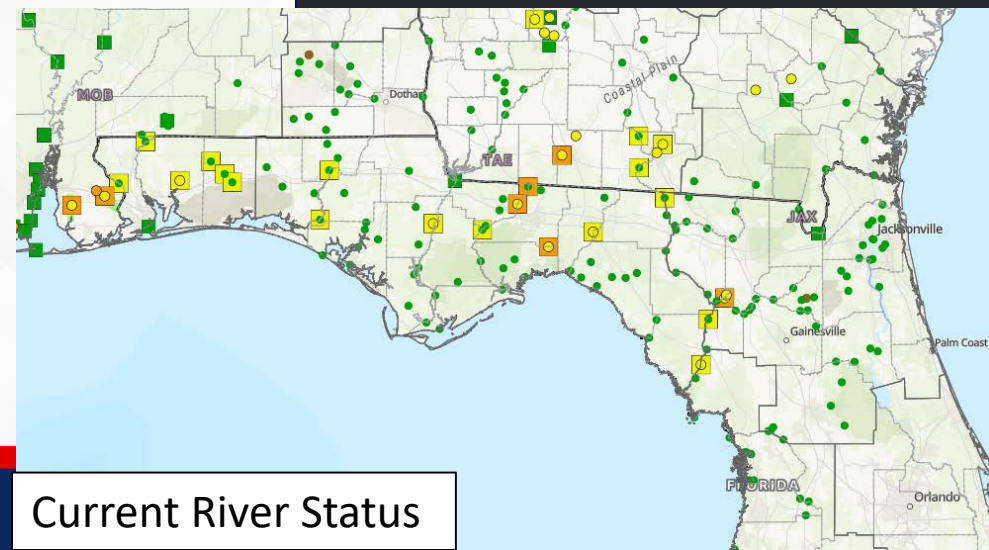 Coastal Plain
MOB
Dothan
TAE
JAX
Jacksonville
Gainesville
Palm Coast
FLORIDA
Orlando
Current River Status